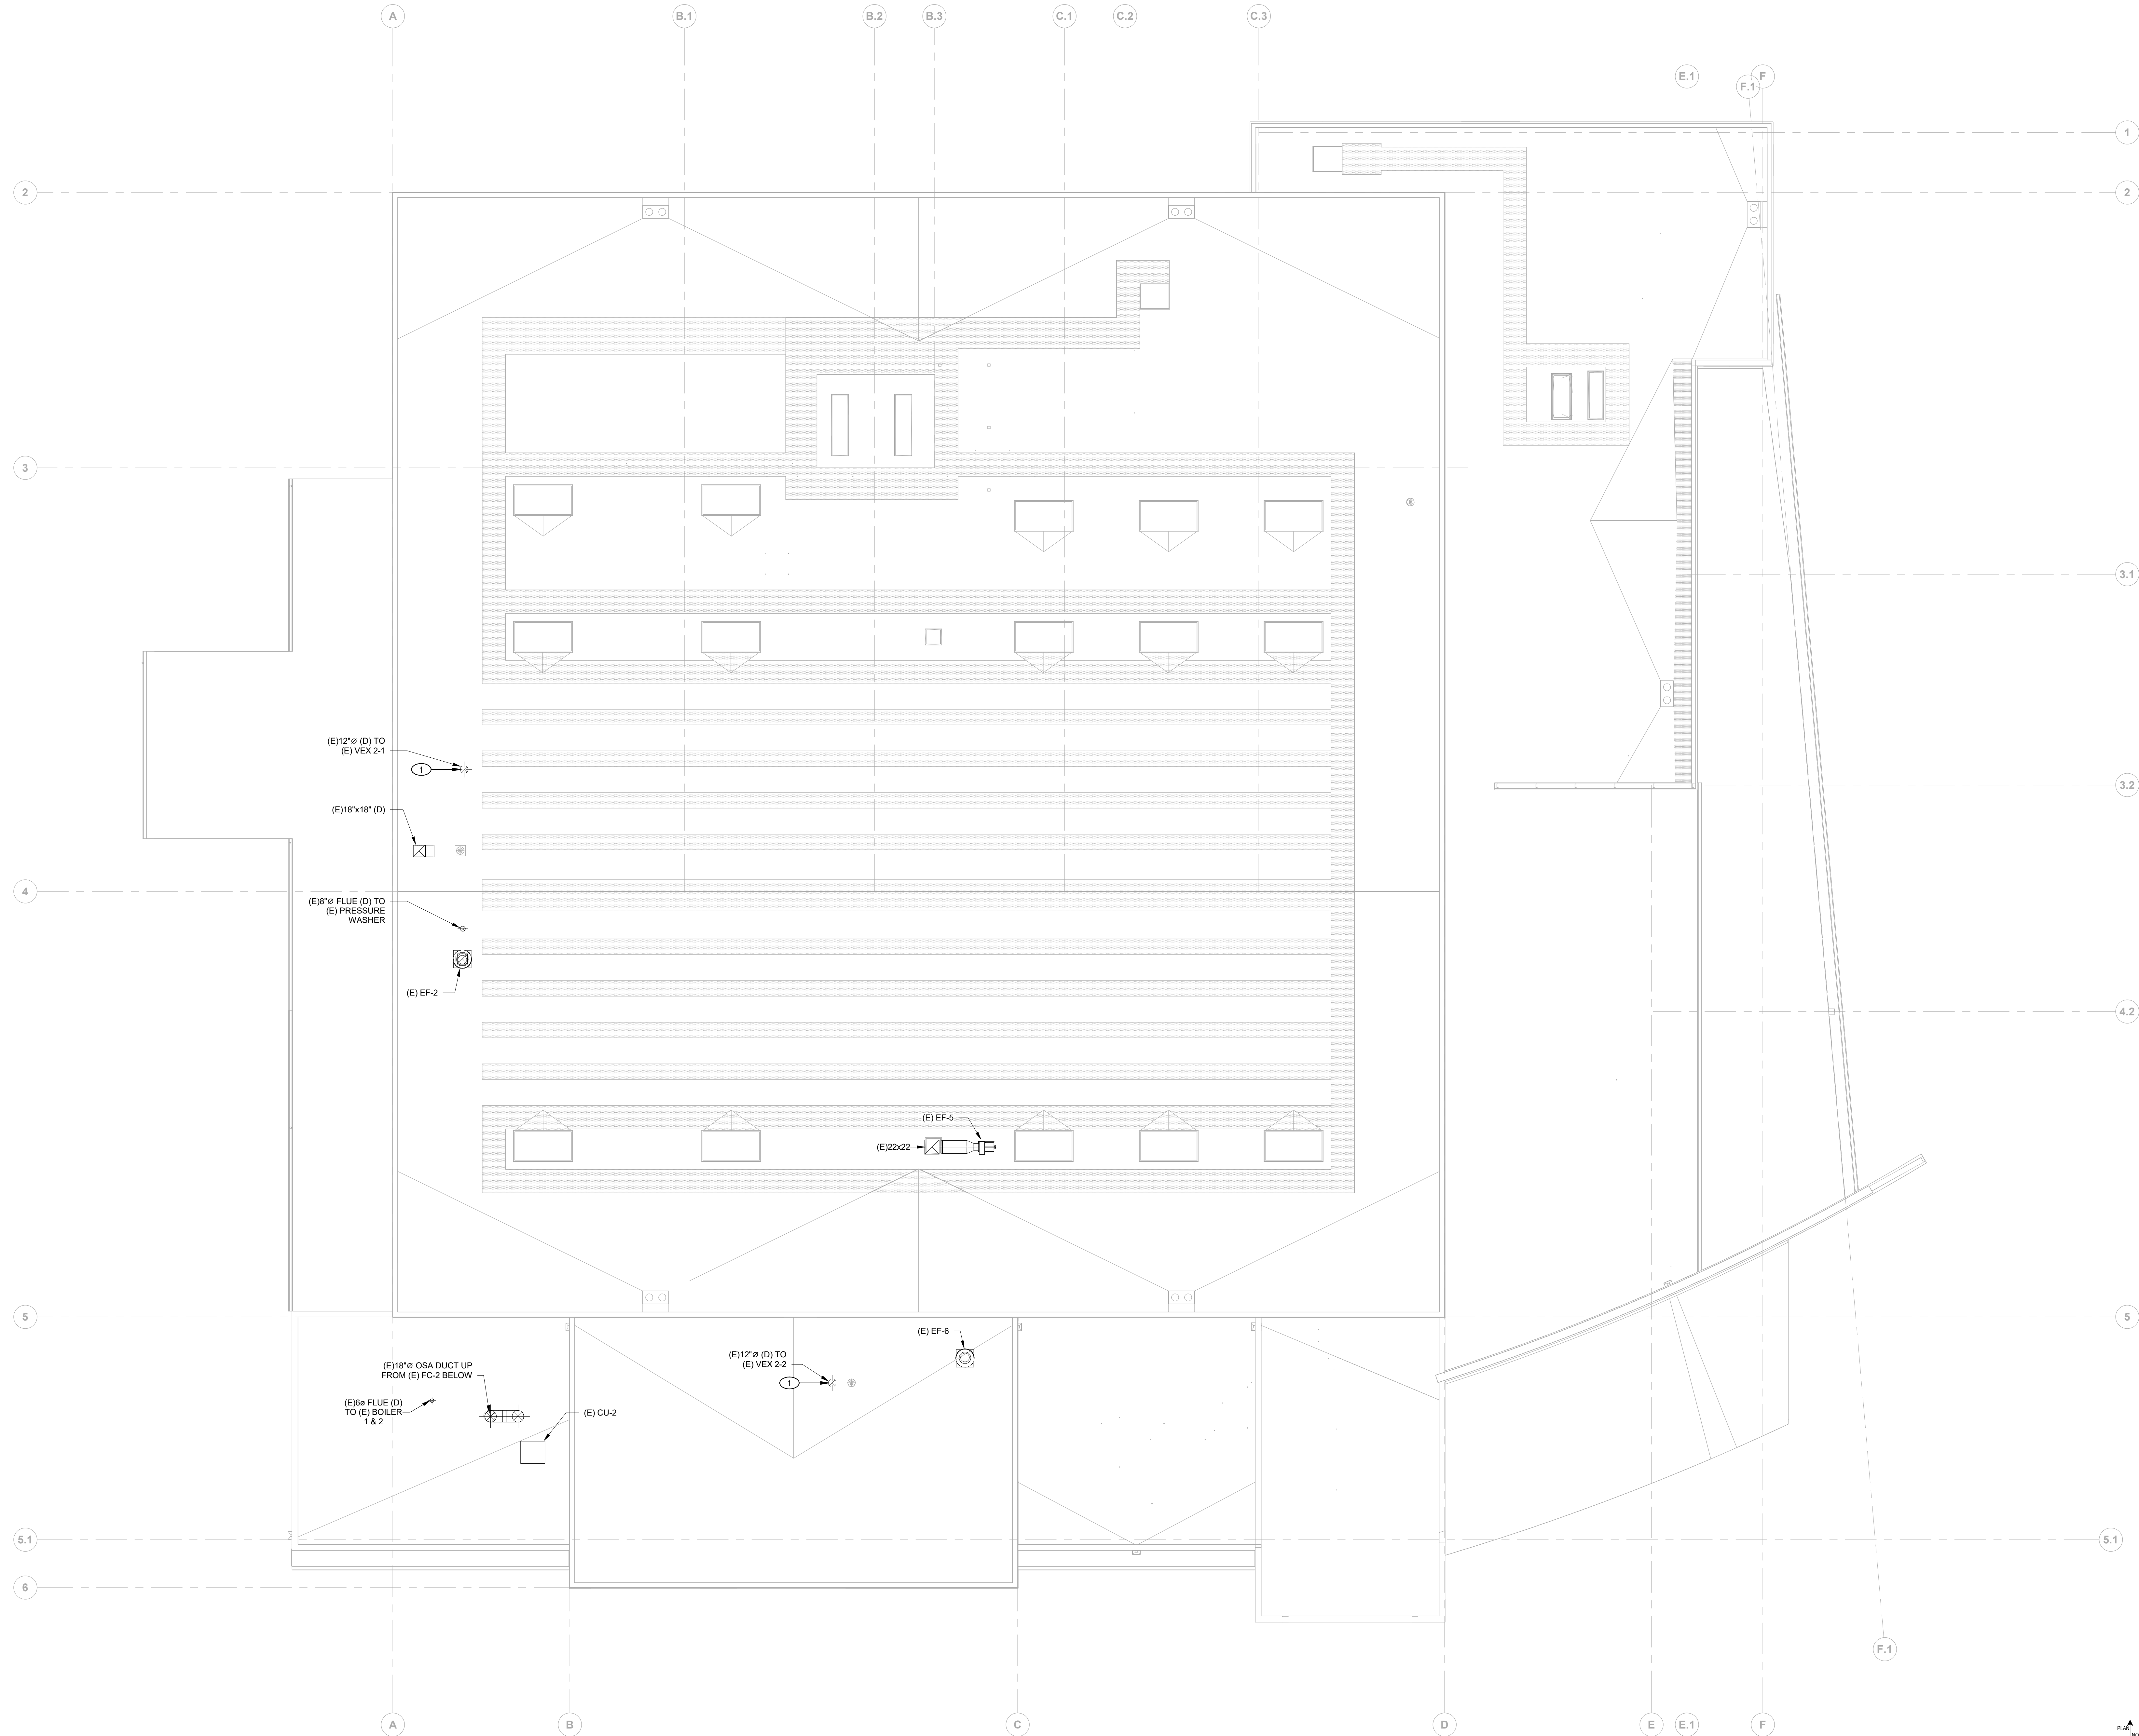 A
B.1
B.2
B.3
C.1
C.2
C.3
E.1
F.1
F
1
2
2
3
3.1
(E)12"Ø (D) TO
(E) VEX 2-1
1
3.2
(E)18"x18" (D)
4
(E)8"Ø FLUE (D) TO
(E) PRESSURE
WASHER
(E) EF-2
4.2
(E) EF-5
(E)22x22
5
5
(E) EF-6
(E)12"Ø (D) TO
(E) VEX 2-2
1
(E)18"Ø OSA DUCT UP
FROM (E) FC-2 BELOW
(E)6ø FLUE (D)
TO (E) BOILER
1 & 2
(E) CU-2
5.1
5.1
6
F.1
A
B
C
D
E
E.1
F
PLAN